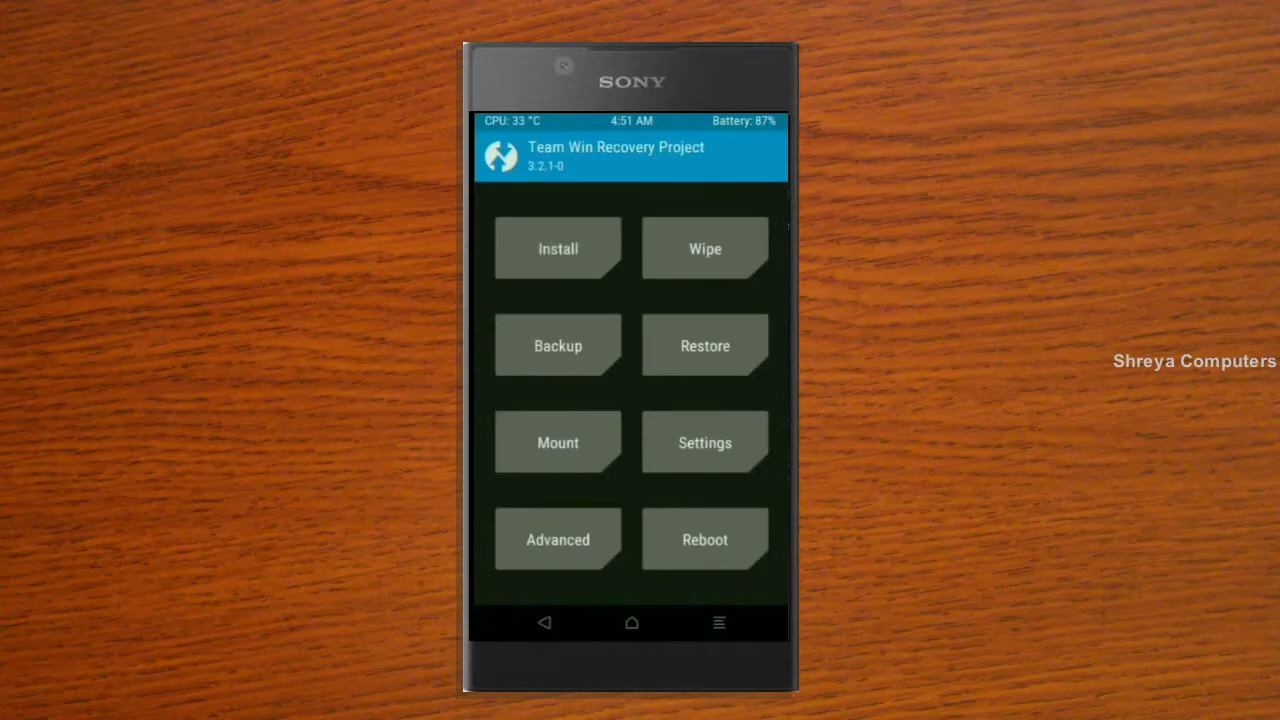 SONY
CPU: 33 °C 4:51 AM Battery: 87%
Team Win Recovery Project
3.2.1-0
Install Wipe
Backup Restore
Mount Settings
Advanced Reboot
Shreya Computers